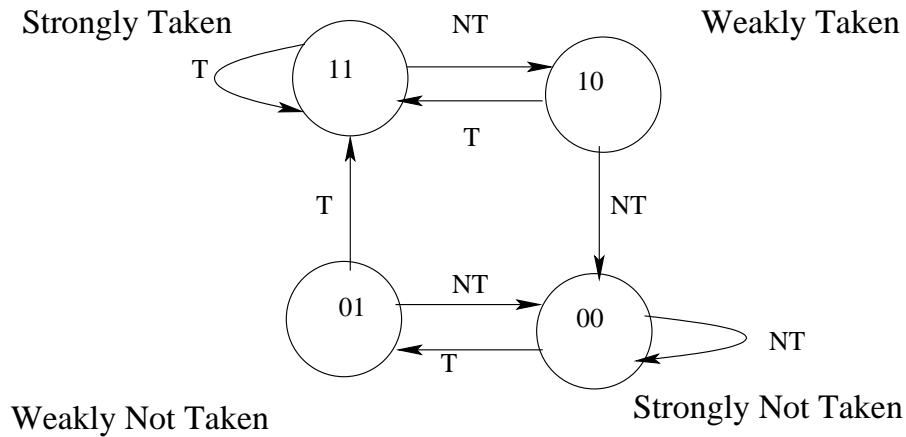 Strongly Taken
NT
Weakly Taken
T
11
10
T
T
NT
01
NT
00
T
NT
Weakly Not Taken
Strongly Not Taken